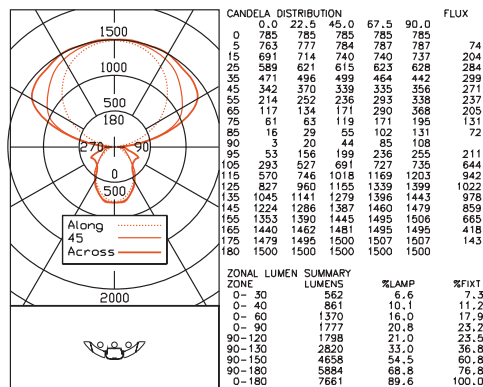 1500
1000
500
180
270
90
0
500
Along
45
Across
2000
CANDELA DISTRIBUTION FLUX
0.0 22.5 45.0 67.5 90.0
0 785 785 785 785 785
5 763 777 784 787 787 74
15 691 714 740 740 737 204
25 589 621 615 623 628 284
35 471 496 499 464 442 299
45 342 370 339 335 356 271
55 214 252 236 293 338 237
65 117 134 171 290 368 205
75 61 63 119 171 195 131
85 16 29 55 102 131 72
90 3 20 44 85 108
95 53 156 199 236 255 211
105 293 527 691 727 735 644
115 570 746 1018 1169 1203 942
125 827 960 1155 1339 1399 1022
135 1045 1141 1279 1396 1443 978
145 1224 1286 1387 1460 1479 859
155 1353 1390 1445 1495 1506 665
165 1440 1462 1481 1495 1495 418
175 1479 1495 1500 1507 1507 143
180 1500 1500 1500 1500 1500
ZONAL LUMEN SUMMARY
ZONE LUMENS %LAMP %FIXT
0- 30 562 6.6 7.3
0- 40 861 10.1 11.2
0- 60 1370 16.0 17.9
0- 90 1777 20.8 23.2
90-120 1798 21.0 23.5
90-130 2820 33.0 36.8
90-150 4658 54.5 60.8
90-180 5884 68.8 76.8
0-180 7661 89.6 100.0